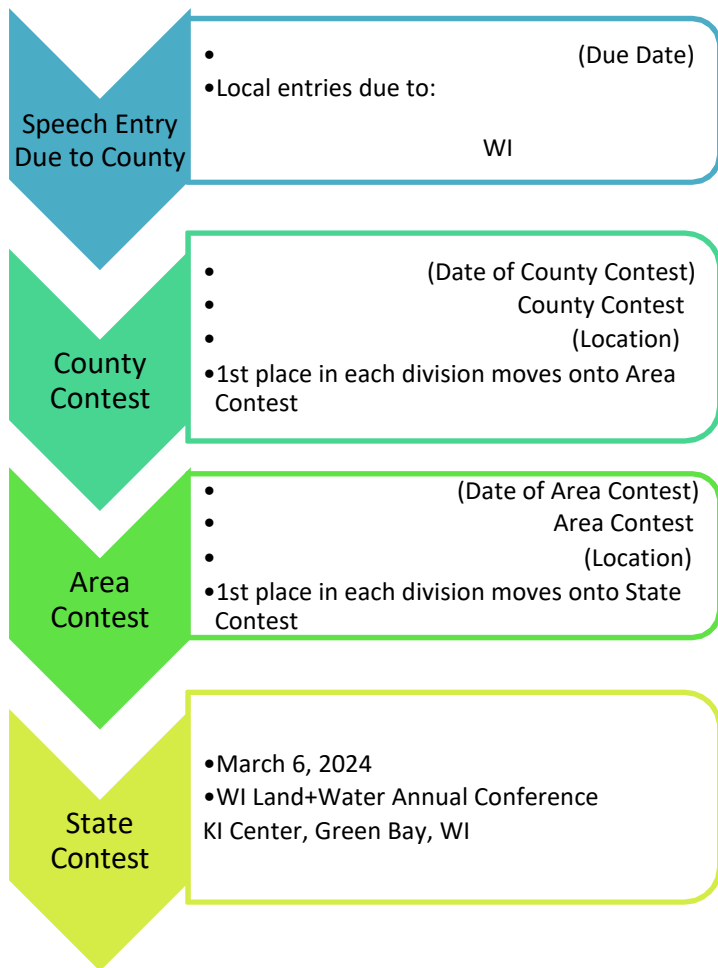 Speech Entry
Due to County
• (Due Date)
•Local entries due to:
WI
County
Contest
• (Date of County Contest)
• County Contest
• (Location)
•1st place in each division moves onto Area
Contest
Area
Contest
• (Date of Area Contest)
• Area Contest
• (Location)
•1st place in each division moves onto State
Contest
State
Contest
•March 6, 2024
•WI Land+Water Annual Conference
KI Center, Green Bay, WI